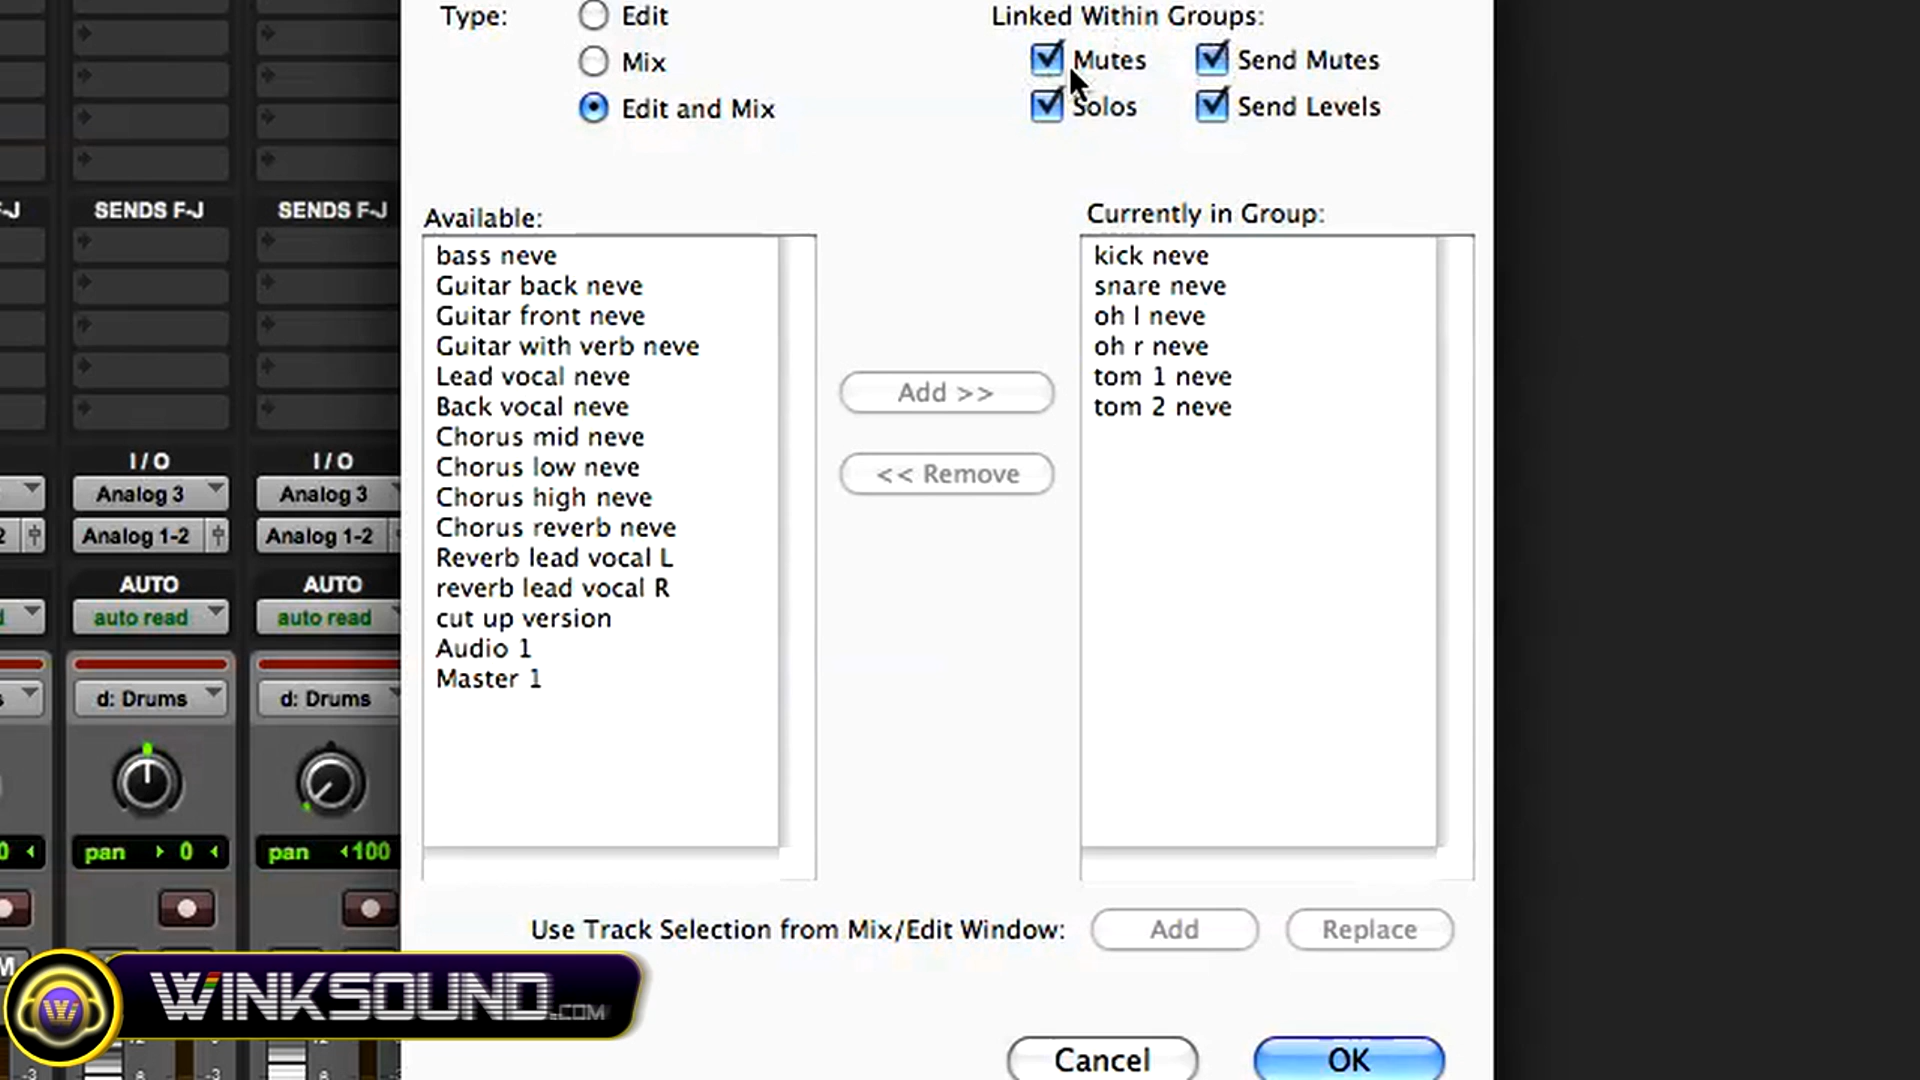 Type:
Edit
Mix
Edit and Mix
Linked Within Groups:
Mutes
Send Mutes
Solos
Send Levels
SENDS F-J
SENDS F-J
Available:
bass neve
Guitar back neve
Guitar front neve
Guitar with verb neve
Lead vocal neve
Back vocal neve
Chorus mid neve
Chorus low neve
Chorus high neve
Chorus reverb neve
Reverb lead vocal L
reverb lead vocal R
cut up version
Audio 1
Master 1
Add >>
<< Remove
Currently in Group:
kick neve
snare neve
oh l neve
oh r neve
tom 1 neve
tom 2 neve
I/O
I/O
Analog 3
Analog 3
Analog 1-2
Analog 1-2
AUTO
AUTO
auto read
auto read
d: Drums
d: Drums
pan 0
pan 100
Use Track Selection from Mix/Edit Window:
Add
Replace
WINKSOUND.COM
Cancel
OK